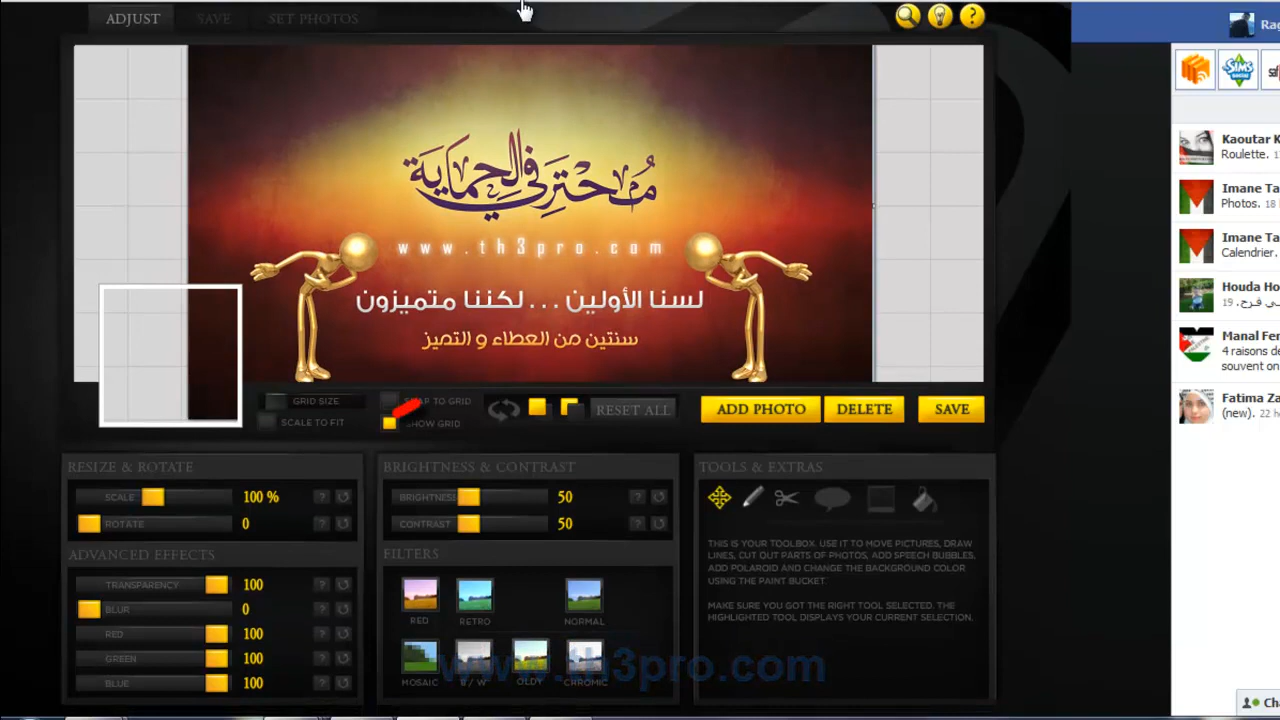 ADJUST SAVE SET PHOTOS
?
مُحترفي الحماية
www.th3pro.com
لسنا الأولين ... لكننا متميزون
سنتين من العطاء و التميز
GRID SIZE
SCALE TO FIT
SNAP TO GRID
SHOW GRID
RESET ALL
ADD PHOTO DELETE SAVE
RESIZE & ROTATE
SCALE 100 % ?
ROTATE 0 ?
ADVANCED EFFECTS
TRANSPARENCY 100 ?
BLUR 0 ?
RED 100 ?
GREEN 100 ?
BLUE 100 ?
BRIGHTNESS & CONTRAST
BRIGHTNESS 50 ?
CONTRAST 50 ?
FILTERS
RED RETRO NORMAL
MOSAIC B / W OLDY CHROMIC
TOOLS & EXTRAS
THIS IS YOUR TOOLBOX. USE IT TO MOVE PICTURES, DRAW
LINES, CUT OUT PARTS OF PHOTOS, ADD SPEECH BUBBLES,
ADD POLAROID AND CHANGE THE BACKGROUND COLOR
USING THE PAINT BUCKET
MAKE SURE YOU GOT THE RIGHT TOOL SELECTED. THE
HIGHLIGHTED TOOL DISPLAYS YOUR CURRENT SELECTION.
www.th3pro.com
Rag
SIMS
social
Kaoutar K
Roulette.
Imane Ta
Photos. 18
Imane Ta
Calendrier.
Houda Ho
19
Manal Fer
4 raisons de
souvent on
Fatima Za
(new). 22 h
Ch